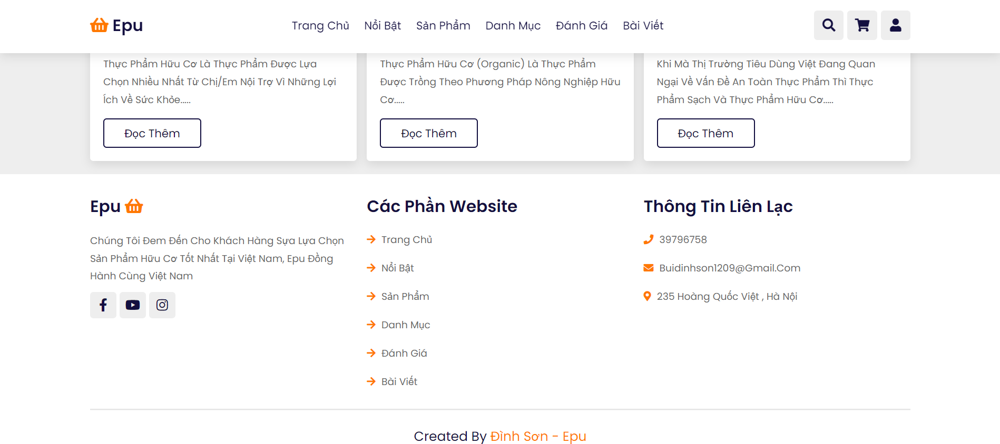 Epu
Trang Chủ Nổi Bật Sản Phẩm Danh Mục Đánh Giá Bài Viết
Thực Phẩm Hữu Cơ Là Thực Phẩm Được Lựa
Chọn Nhiều Nhất Từ Chị/Em Nội Trợ Vì Những Lợi
Ích Về Sức Khỏe.....
Đọc Thêm
Thực Phẩm Hữu Cơ (Organic) Là Thực Phẩm
Được Trồng Theo Phương Pháp Nông Nghiệp Hữu
Cơ.....
Đọc Thêm
Khi Mà Thị Trường Tiêu Dùng Việt Đang Quan
Ngại Về Vấn Đề An Toàn Thực Phẩm Thì Thực
Phẩm Sạch Và Thực Phẩm Hữu Cơ.....
Đọc Thêm
Epu
Chúng Tôi Đem Đến Cho Khách Hàng Sựa Lựa Chọn
Sản Phẩm Hữu Cơ Tốt Nhất Tại Việt Nam, Epu Đồng
Hành Cùng Việt Nam
Các Phần Website
Trang Chủ
Nổi Bật
Sản Phẩm
Danh Mục
Đánh Giá
Bài Viết
Thông Tin Liên Lạc
39796758
Buidinhson1209@Gmail.Com
235 Hoàng Quốc Việt , Hà Nội
Created By Đình Sơn - Epu